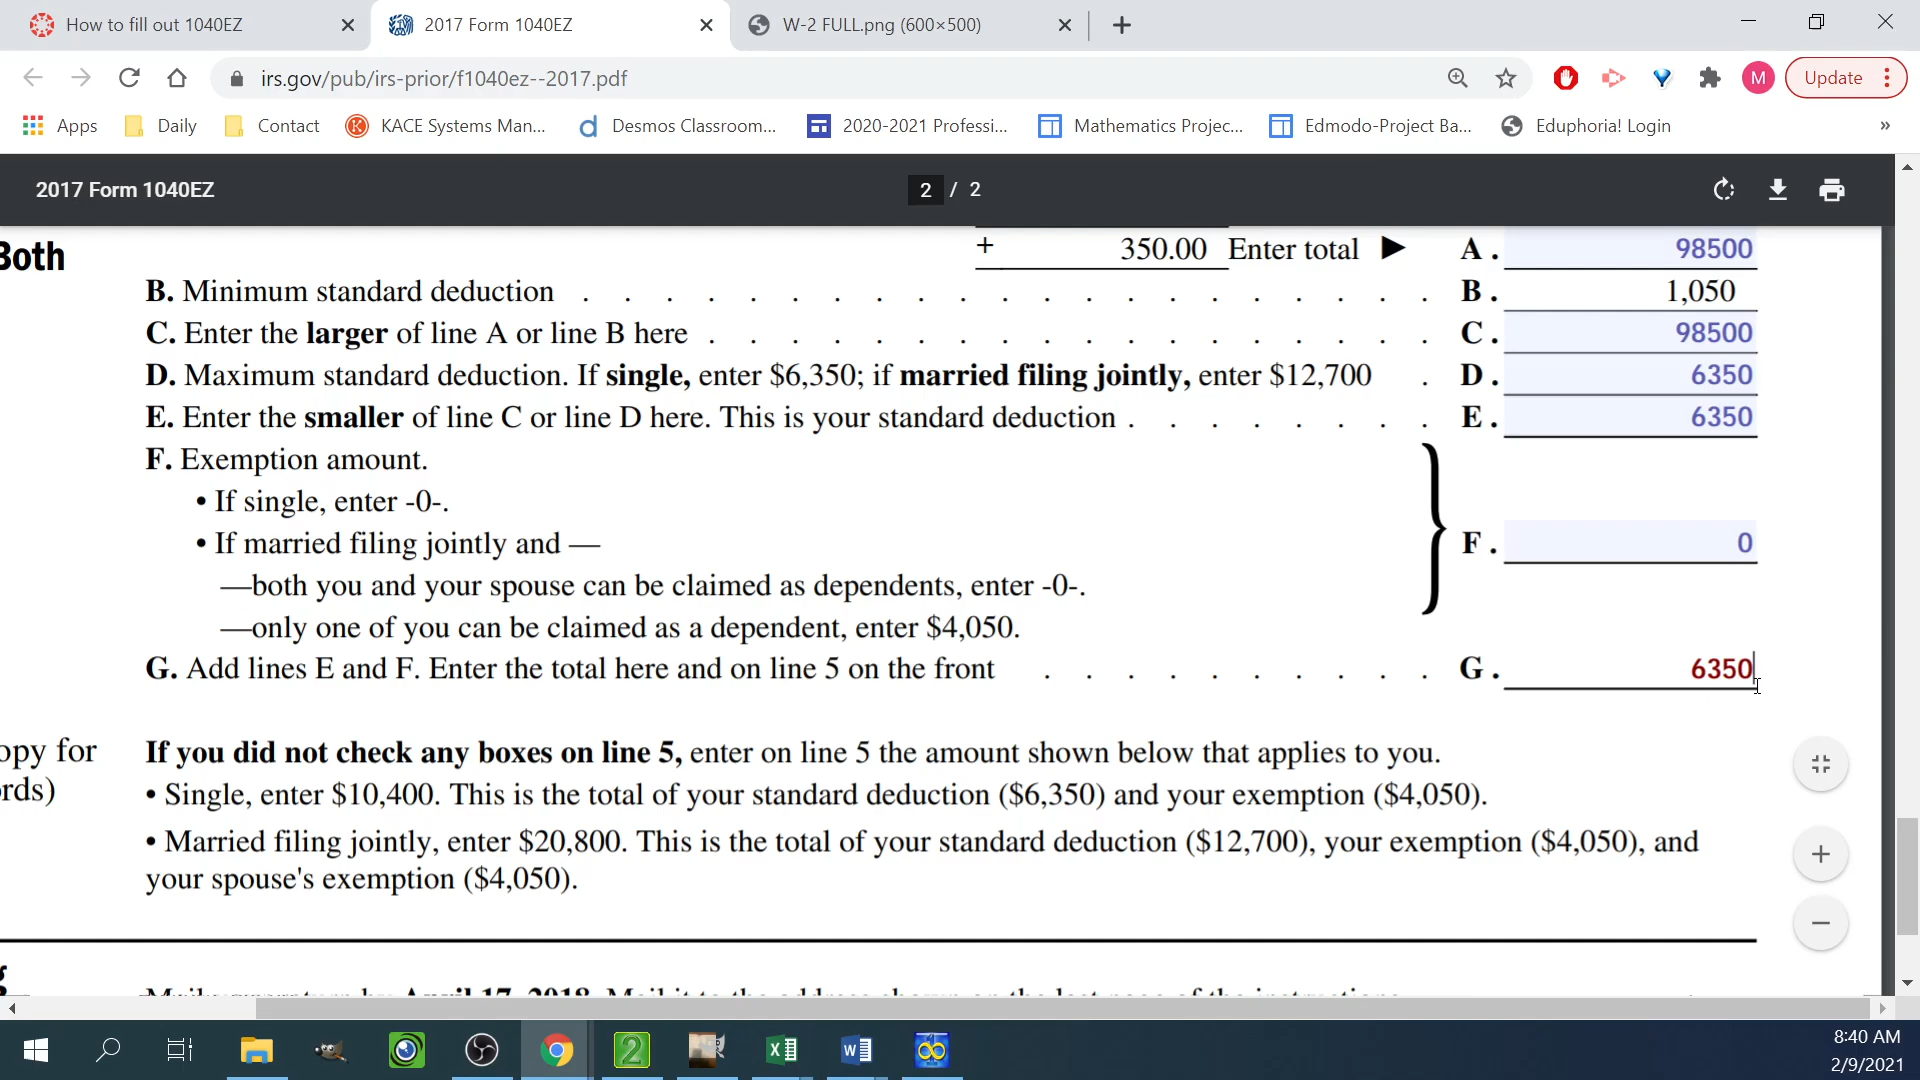 How to fill out 1040EZ
2017 Form 1040EZ
W-2 FULL.png (600×500)
irs.gov/pub/irs-prior/f1040ez--2017.pdf
M
Update
Apps
Daily
Contact
KACE Systems Man...
Desmos Classroom...
2020-2021 Professi...
Mathematics Projec...
Edmodo-Project Ba...
Eduphoria! Login
»
2017 Form 1040EZ
2 / 2
Both
+ 350.00 Enter total ▶ A. 98500
B. Minimum standard deduction . . . . . . . . . . . . . . . . . . . . . B. 1,050
C. Enter the larger of line A or line B here . . . . . . . . . . . . . . . . . . C. 98500
D. Maximum standard deduction. If single, enter $6,350; if married filing jointly, enter $12,700 . D. 6350
E. Enter the smaller of line C or line D here. This is your standard deduction . . . . . . . . E. 6350
F. Exemption amount.
• If single, enter -0-.
• If married filing jointly and —
F. 0
—both you and your spouse can be claimed as dependents, enter -0-.
—only one of you can be claimed as a dependent, enter $4,050.
G. Add lines E and F. Enter the total here and on line 5 on the front . . . . . . . . . . G. 6350
If you did not check any boxes on line 5, enter on line 5 the amount shown below that applies to you.
• Single, enter $10,400. This is the total of your standard deduction ($6,350) and your exemption ($4,050).
• Married filing jointly, enter $20,800. This is the total of your standard deduction ($12,700), your exemption ($4,050), and
your spouse's exemption ($4,050).
8:40 AM
2/9/2021